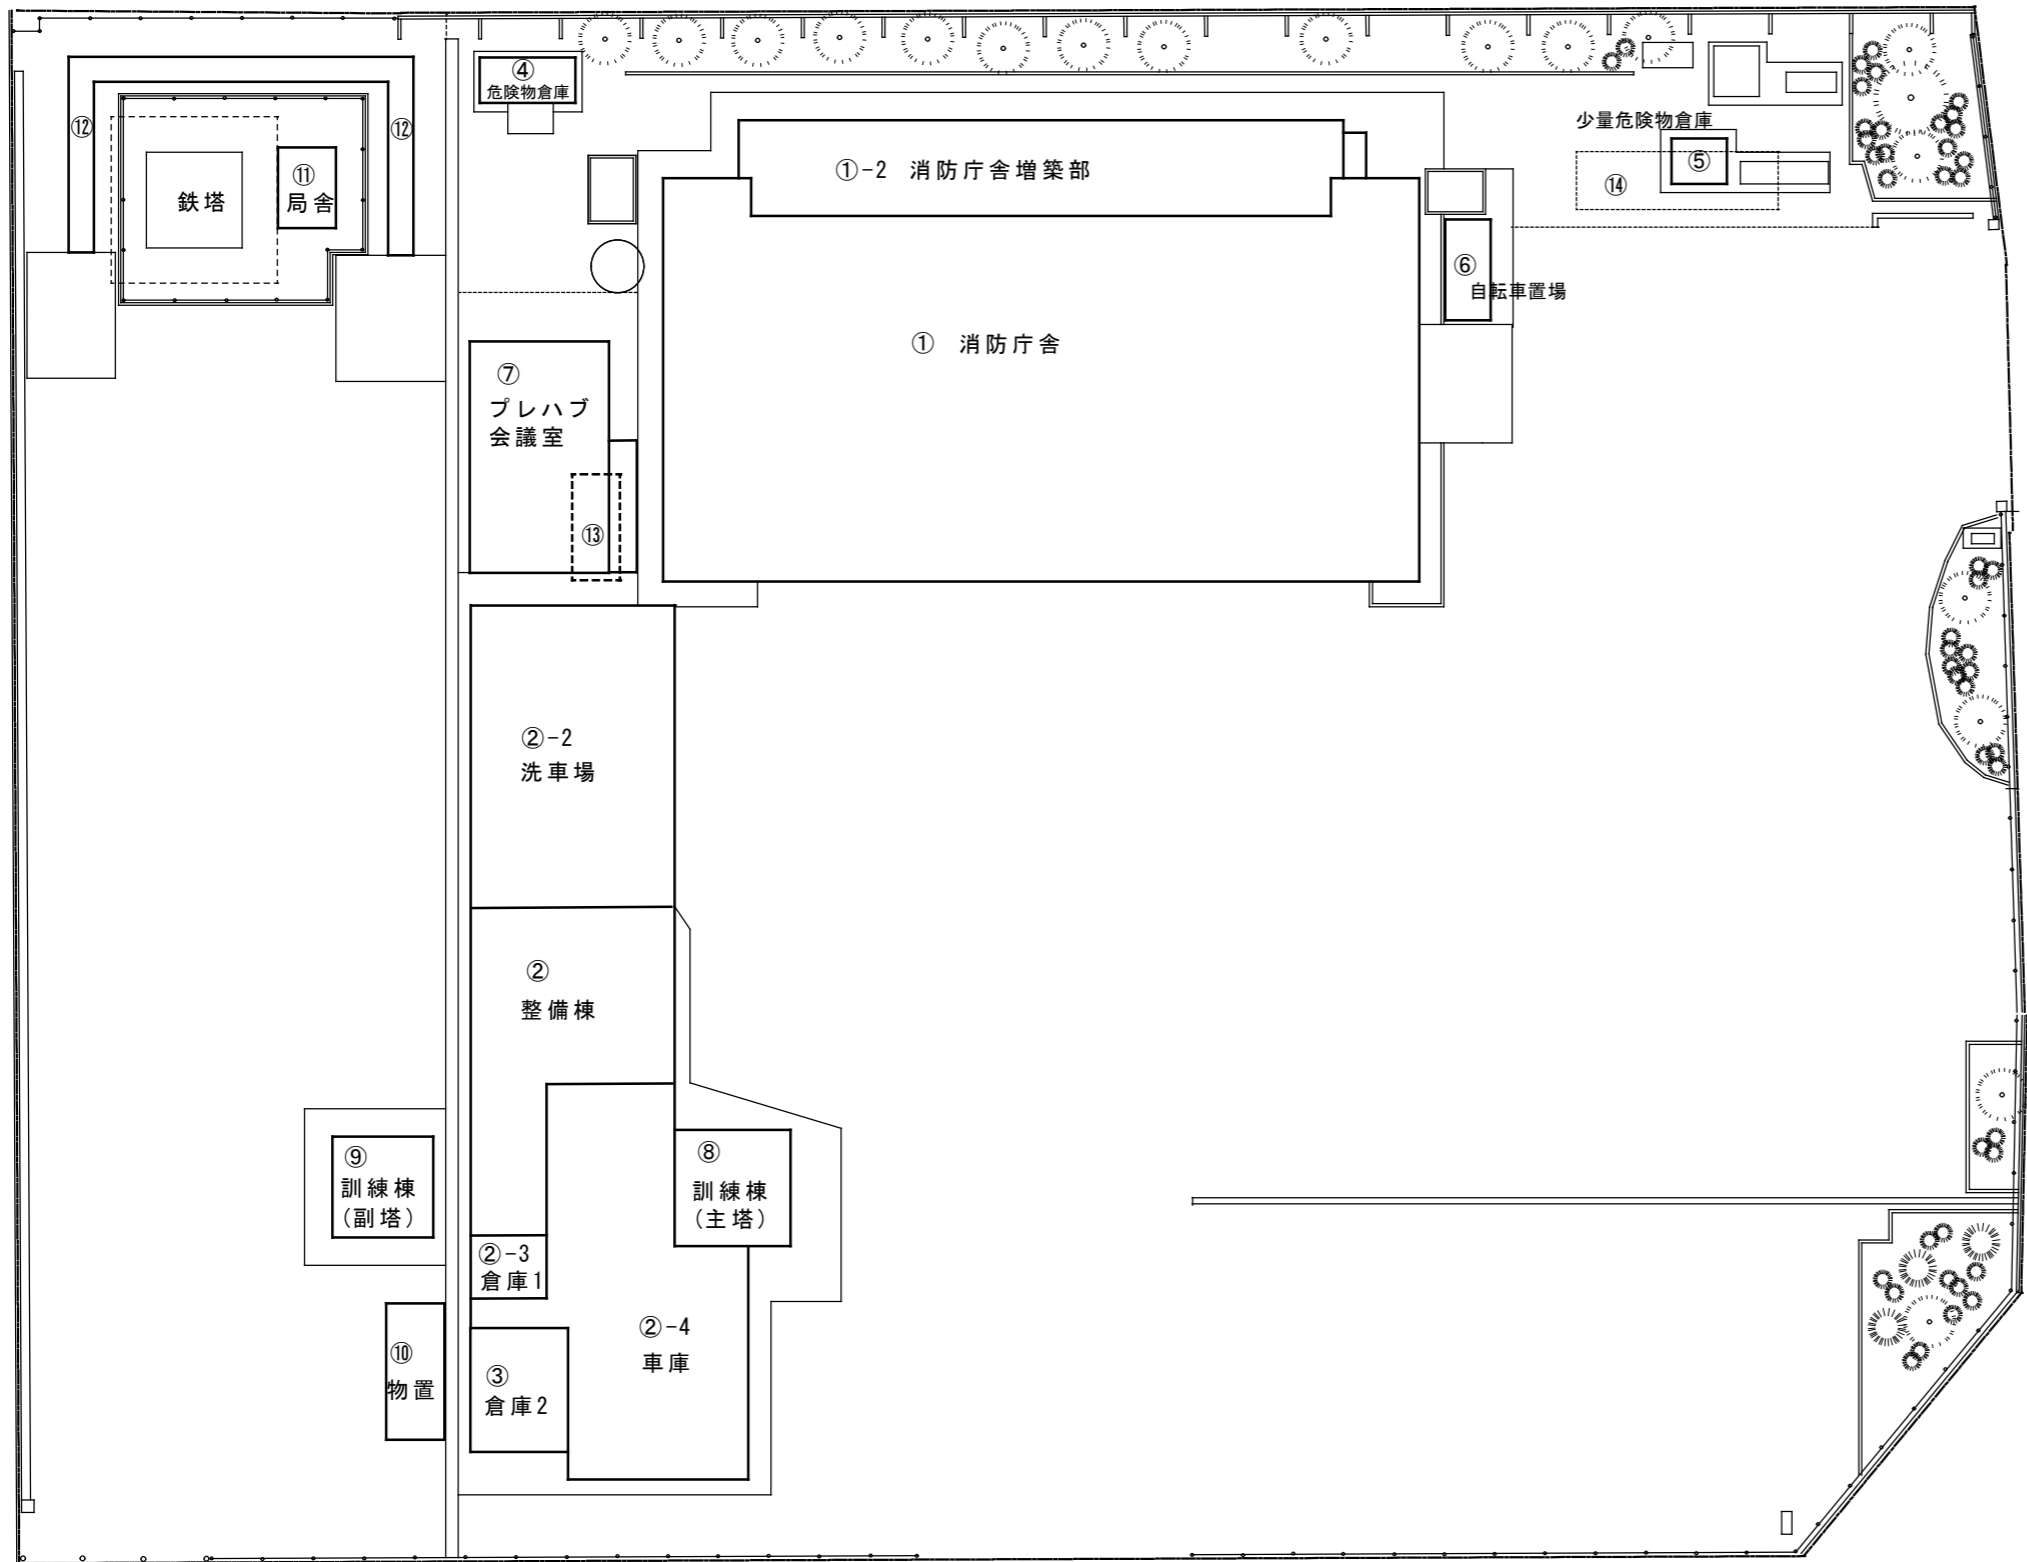 ④
危険物倉庫
⑫
⑫
⑪
局舎
鉄塔
①-2 消防庁舎増築部
少量危険物倉庫
⑤
⑭
⑥
自転車置場
① 消防庁舎
⑦
プレハブ
会議室
⑬
②-2
洗車場
②
整備棟
⑨
訓練棟
(副塔)
⑧
訓練棟
(主塔)
②-3
倉庫1
②-4
車庫
⑩
物置
③
倉庫2